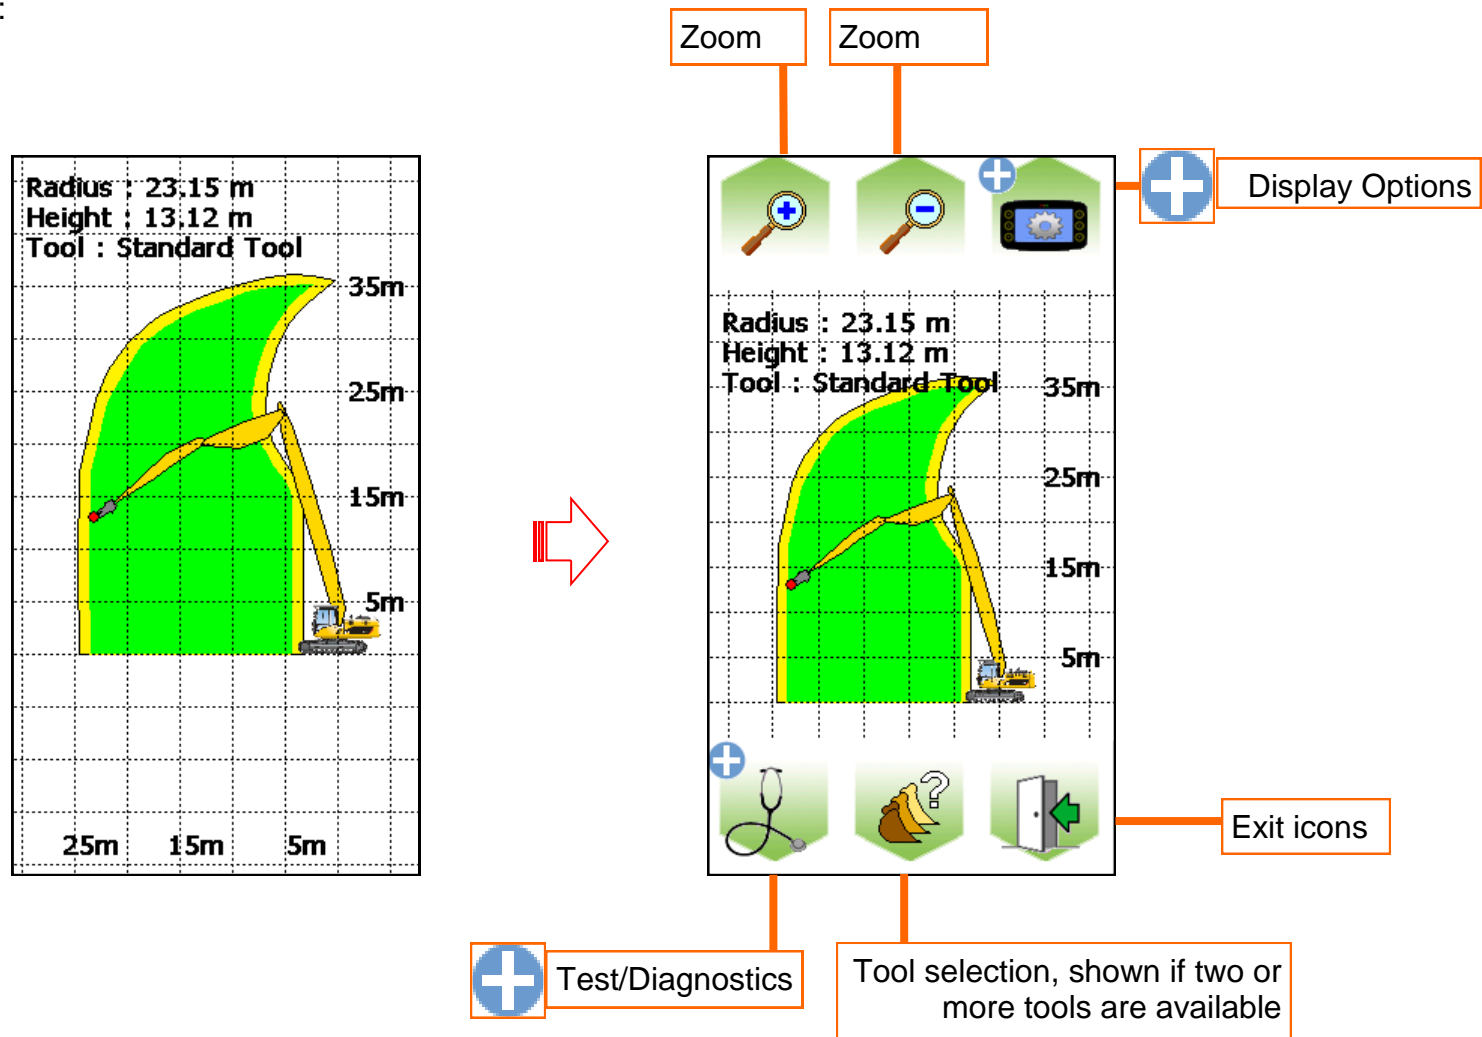 :
Zoom
Zoom
Display Options
Radius : 23.15 m
Height : 13.12 m
Tool : Standard Tool
35m
25m
15m
5m
25m 15m 5m
Radius : 23.15 m
Height : 13.12 m
Tool : Standard Tool
35m
25m
15m
5m
?
Exit icons
Test/Diagnostics
Tool selection, shown if two or
more tools are available